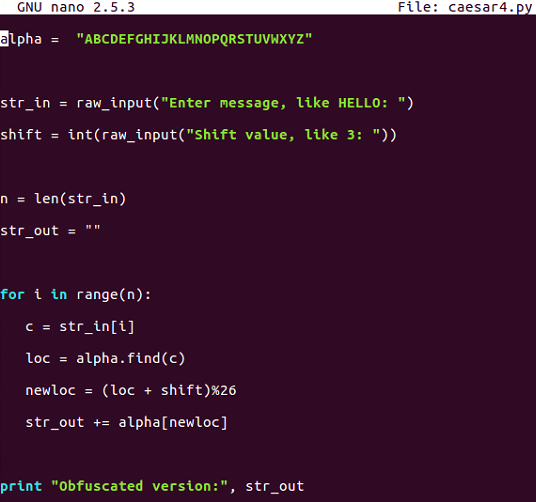 GNU nano 2.5.3 File: caesar4.py
alpha =  "ABCDEFGHIJKLMNOPQRSTUVWXYZ"
str_in = raw_input("Enter message, like HELLO: ")
shift = int(raw_input("Shift value, like 3: "))
n = len(str_in)
str_out = ""
for i in range(n):
   c = str_in[i]
   loc = alpha.find(c)
   newloc = (loc + shift)%26
   str_out += alpha[newloc]
print "Obfuscated version:", str_out